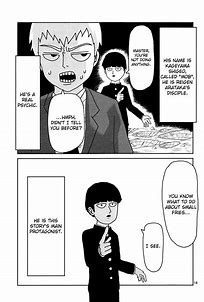 HIS NAME IS
KAGEYAMA
SHIGEO,
CALLED
"MOB",
HE IS REIGEN
ARATAKA'S
DISCIPLE.
MASTER,
YOU'RE
NOT DOING
ANYTHING.
HE'S A
REAL
PSYCHIC.
...HMPH.
DIDN'T I
TELL YOU
BEFORE?
YOU KNOW
WHAT TO DO
ABOUT
SMALL
FRIES...
I SEE.
HE IS THIS
STORY'S MAIN
PROTAGONIST.